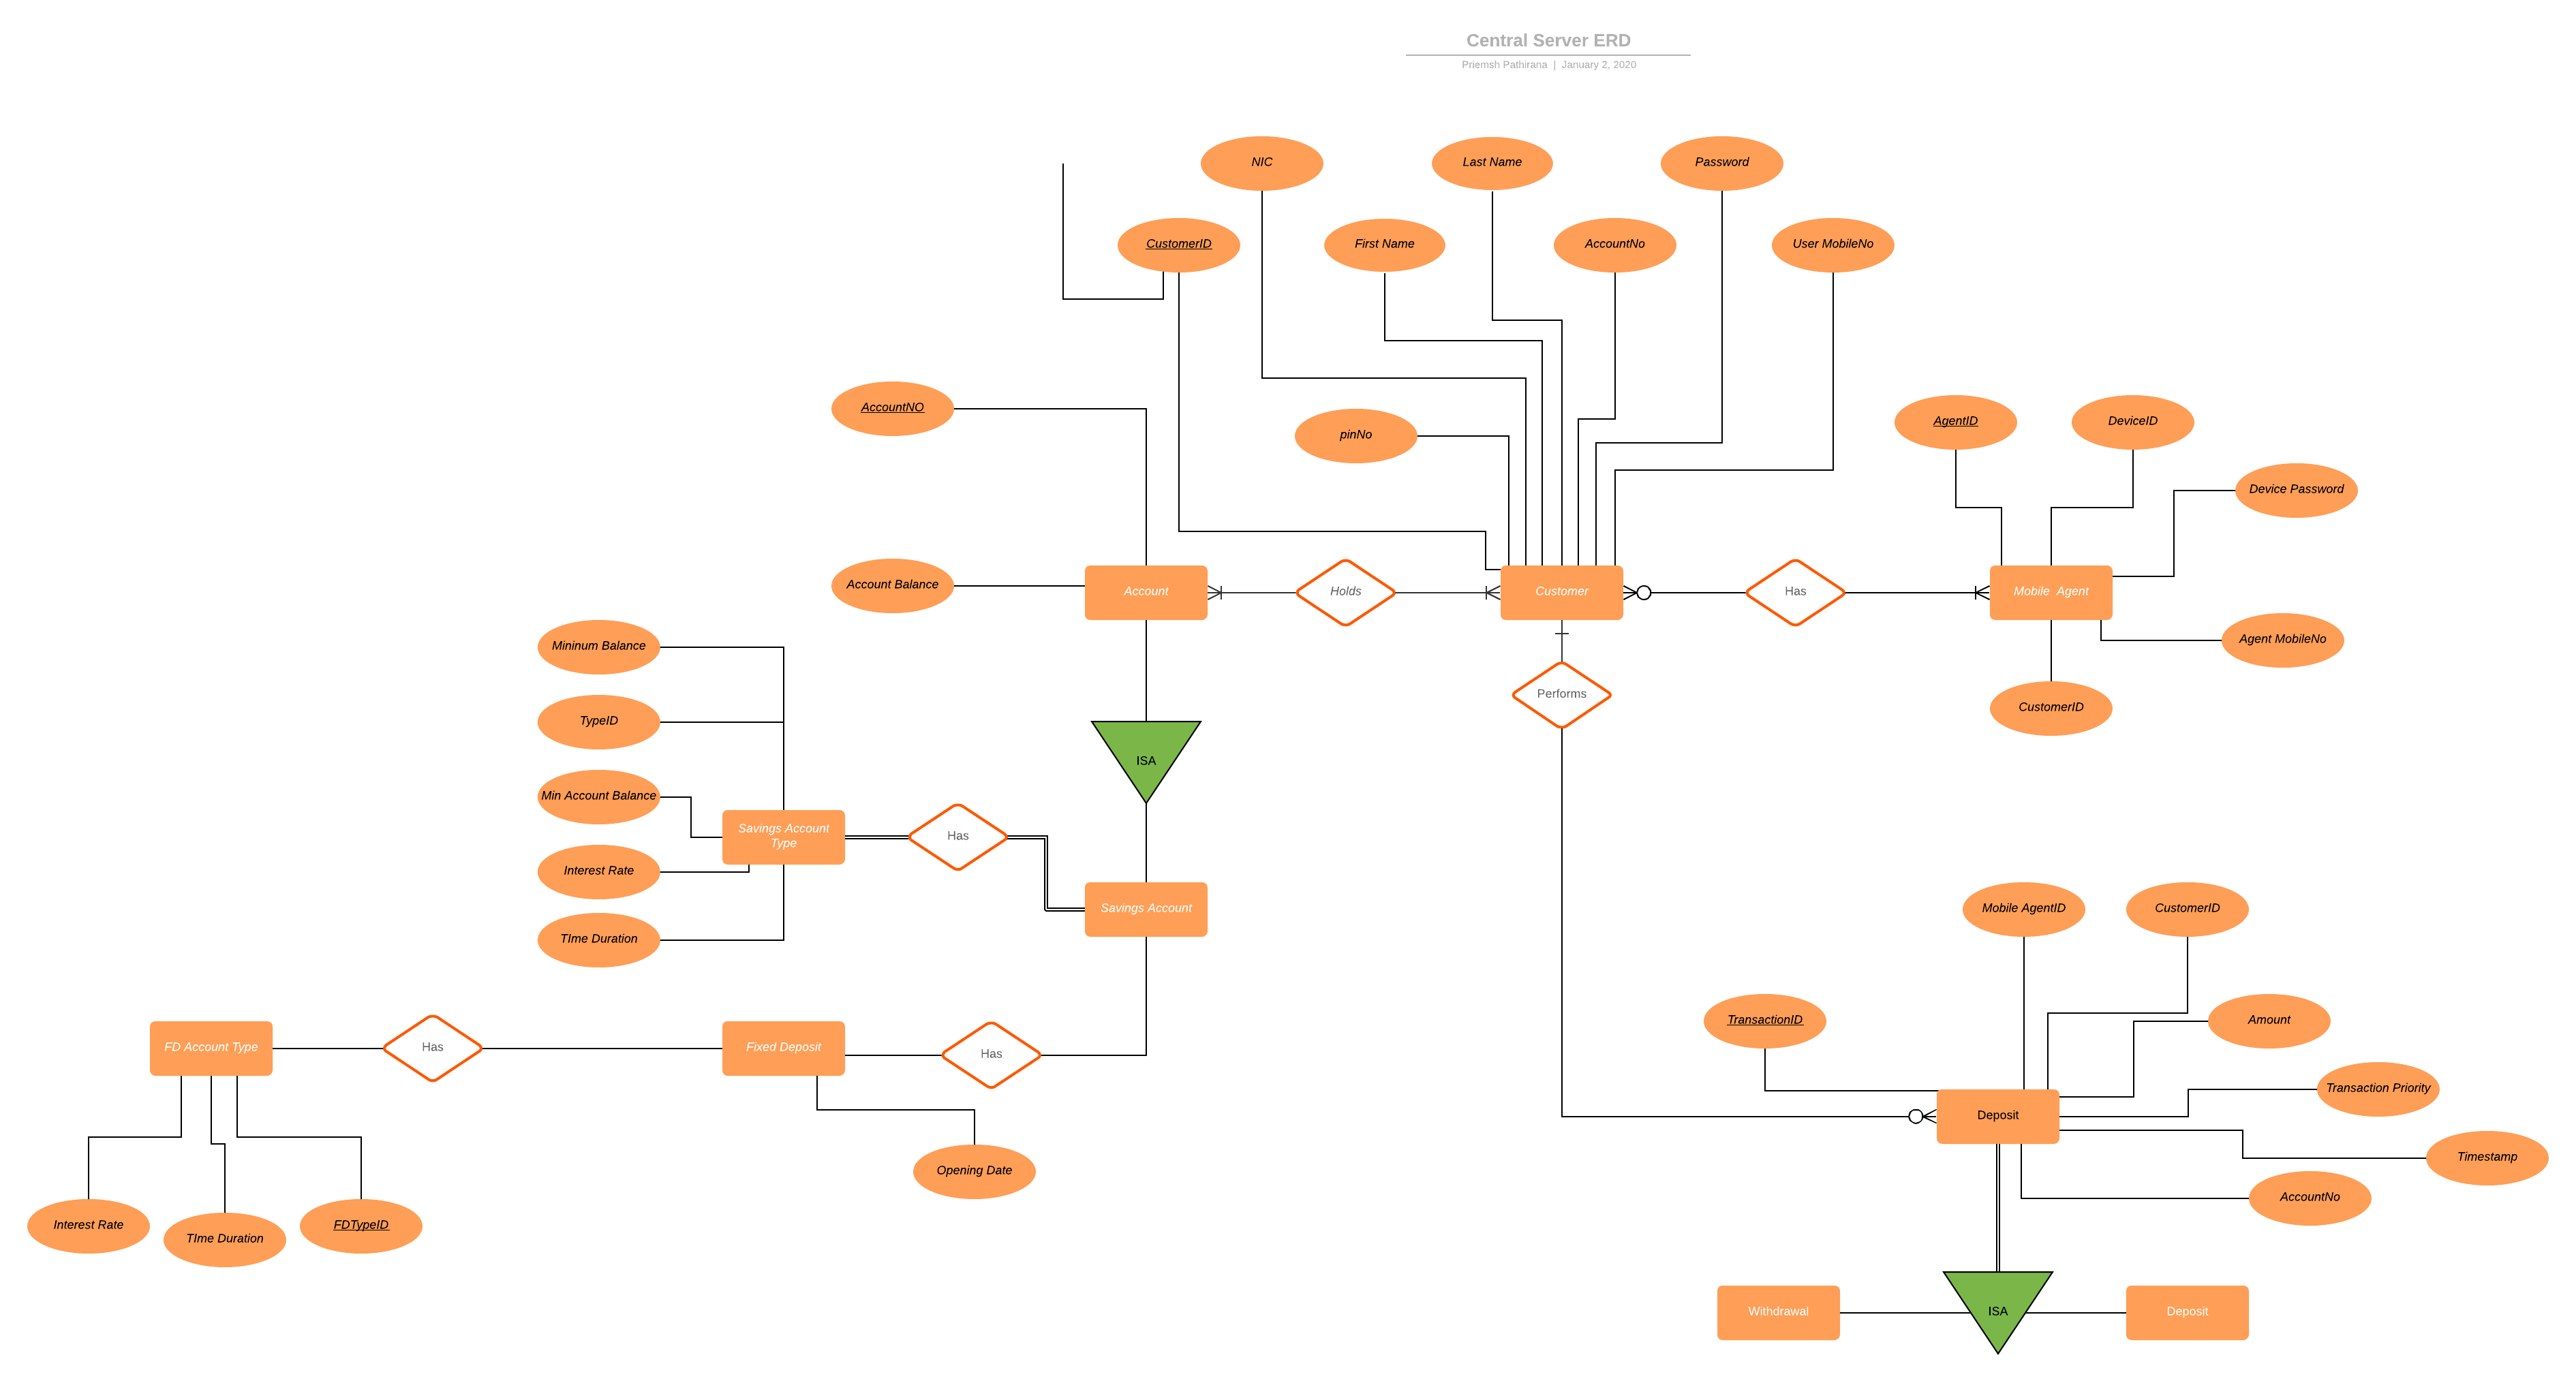 Central Server ERD
Priemsh Pathirana | January 2, 2020
NIC
Last Name
Password
CustomerID
First Name
AccountNo
User MobileNo
AccountNO
pinNo
AgentID
DeviceID
Device Password
Account Balance
Account
Holds
Customer
Has
Mobile Agent
Agent MobileNo
Mininum Balance
Performs
CustomerID
TypeID
ISA
Min Account Balance
Savings Account
Type
Has
Interest Rate
Savings Account
TIme Duration
Mobile AgentID
CustomerID
TransactionID
Amount
FD Account Type
Has
Fixed Deposit
Has
Transaction Priority
Deposit
Timestamp
Opening Date
AccountNo
Interest Rate
TIme Duration
FDTypeID
Withdrawal
ISA
Deposit